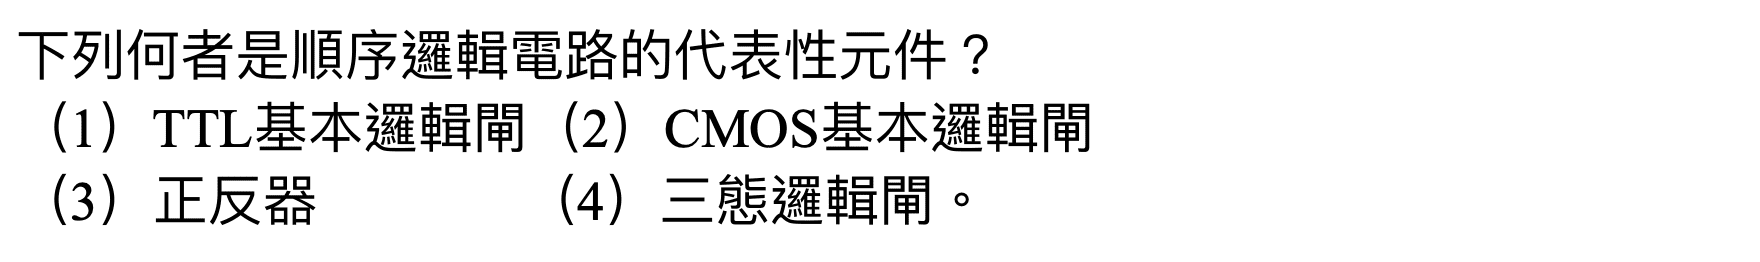 下列何者是順序邏輯電路的代表性元件？
（1）TTL基本邏輯閘（2）CMOS基本邏輯閘
（3）正反器（4）三態邏輯閘。